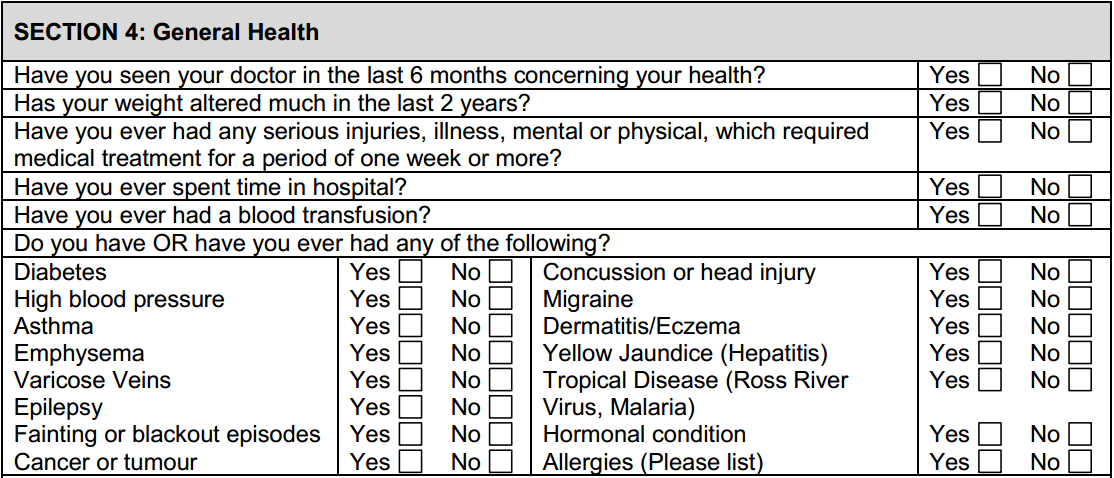 SECTION 4: General Health
Have you seen your doctor in the last 6 months concerning your health? Yes No
Has your weight altered much in the last 2 years? Yes No
Have you ever had any serious injuries, illness, mental or physical, which required Yes No
medical treatment for a period of one week or more?
Have you ever spent time in hospital? Yes No
Have you ever had a blood transfusion? Yes No
Do you have OR have you ever had any of the following?
Diabetes Yes No Concussion or head injury Yes No
High blood pressure Yes No Migraine Yes No
Asthma Yes No Dermatitis/Eczema Yes No
Emphysema Yes No Yellow Jaundice (Hepatitis) Yes No
Varicose Veins Yes No Tropical Disease (Ross River Yes No
Epilepsy Yes No Virus, Malaria)
Fainting or blackout episodes Yes No Hormonal condition Yes No
Cancer or tumour Yes No Allergies (Please list) Yes No